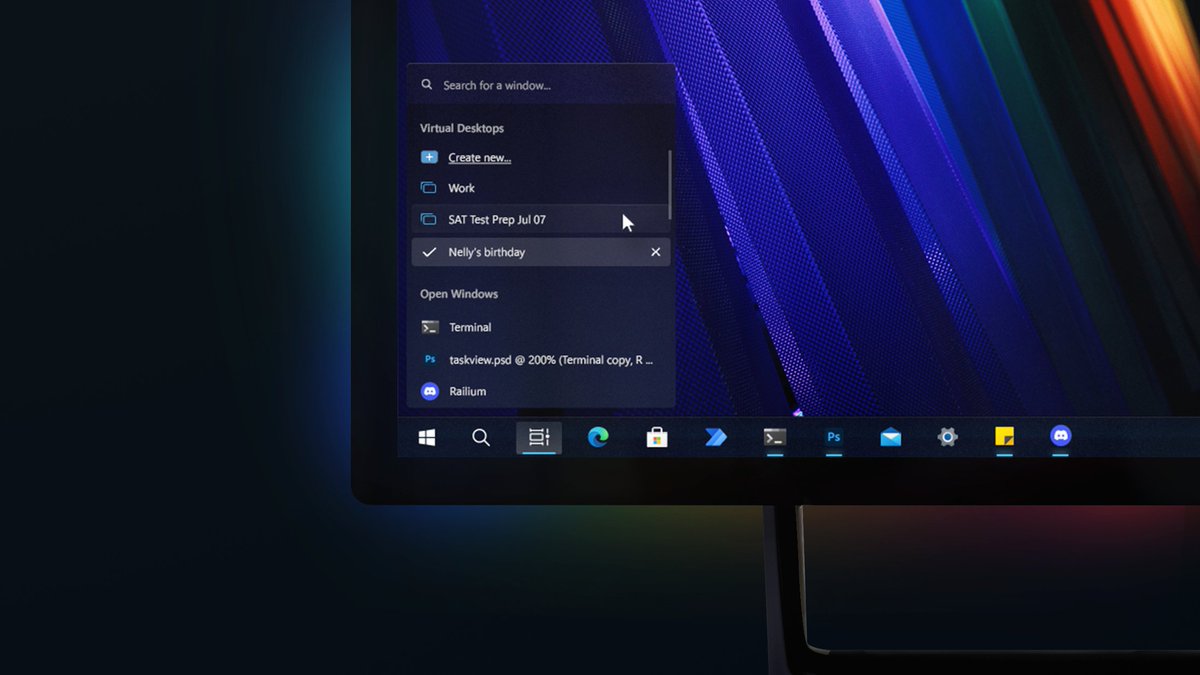 Search for a window...
Virtual Desktops
Create new...
Work
SAT Test Prep Jul 07
Nelly's birthday
Open Windows
Terminal
taskview.psd @ 200% (Terminal copy, R ...
Railium
Ps
Ps